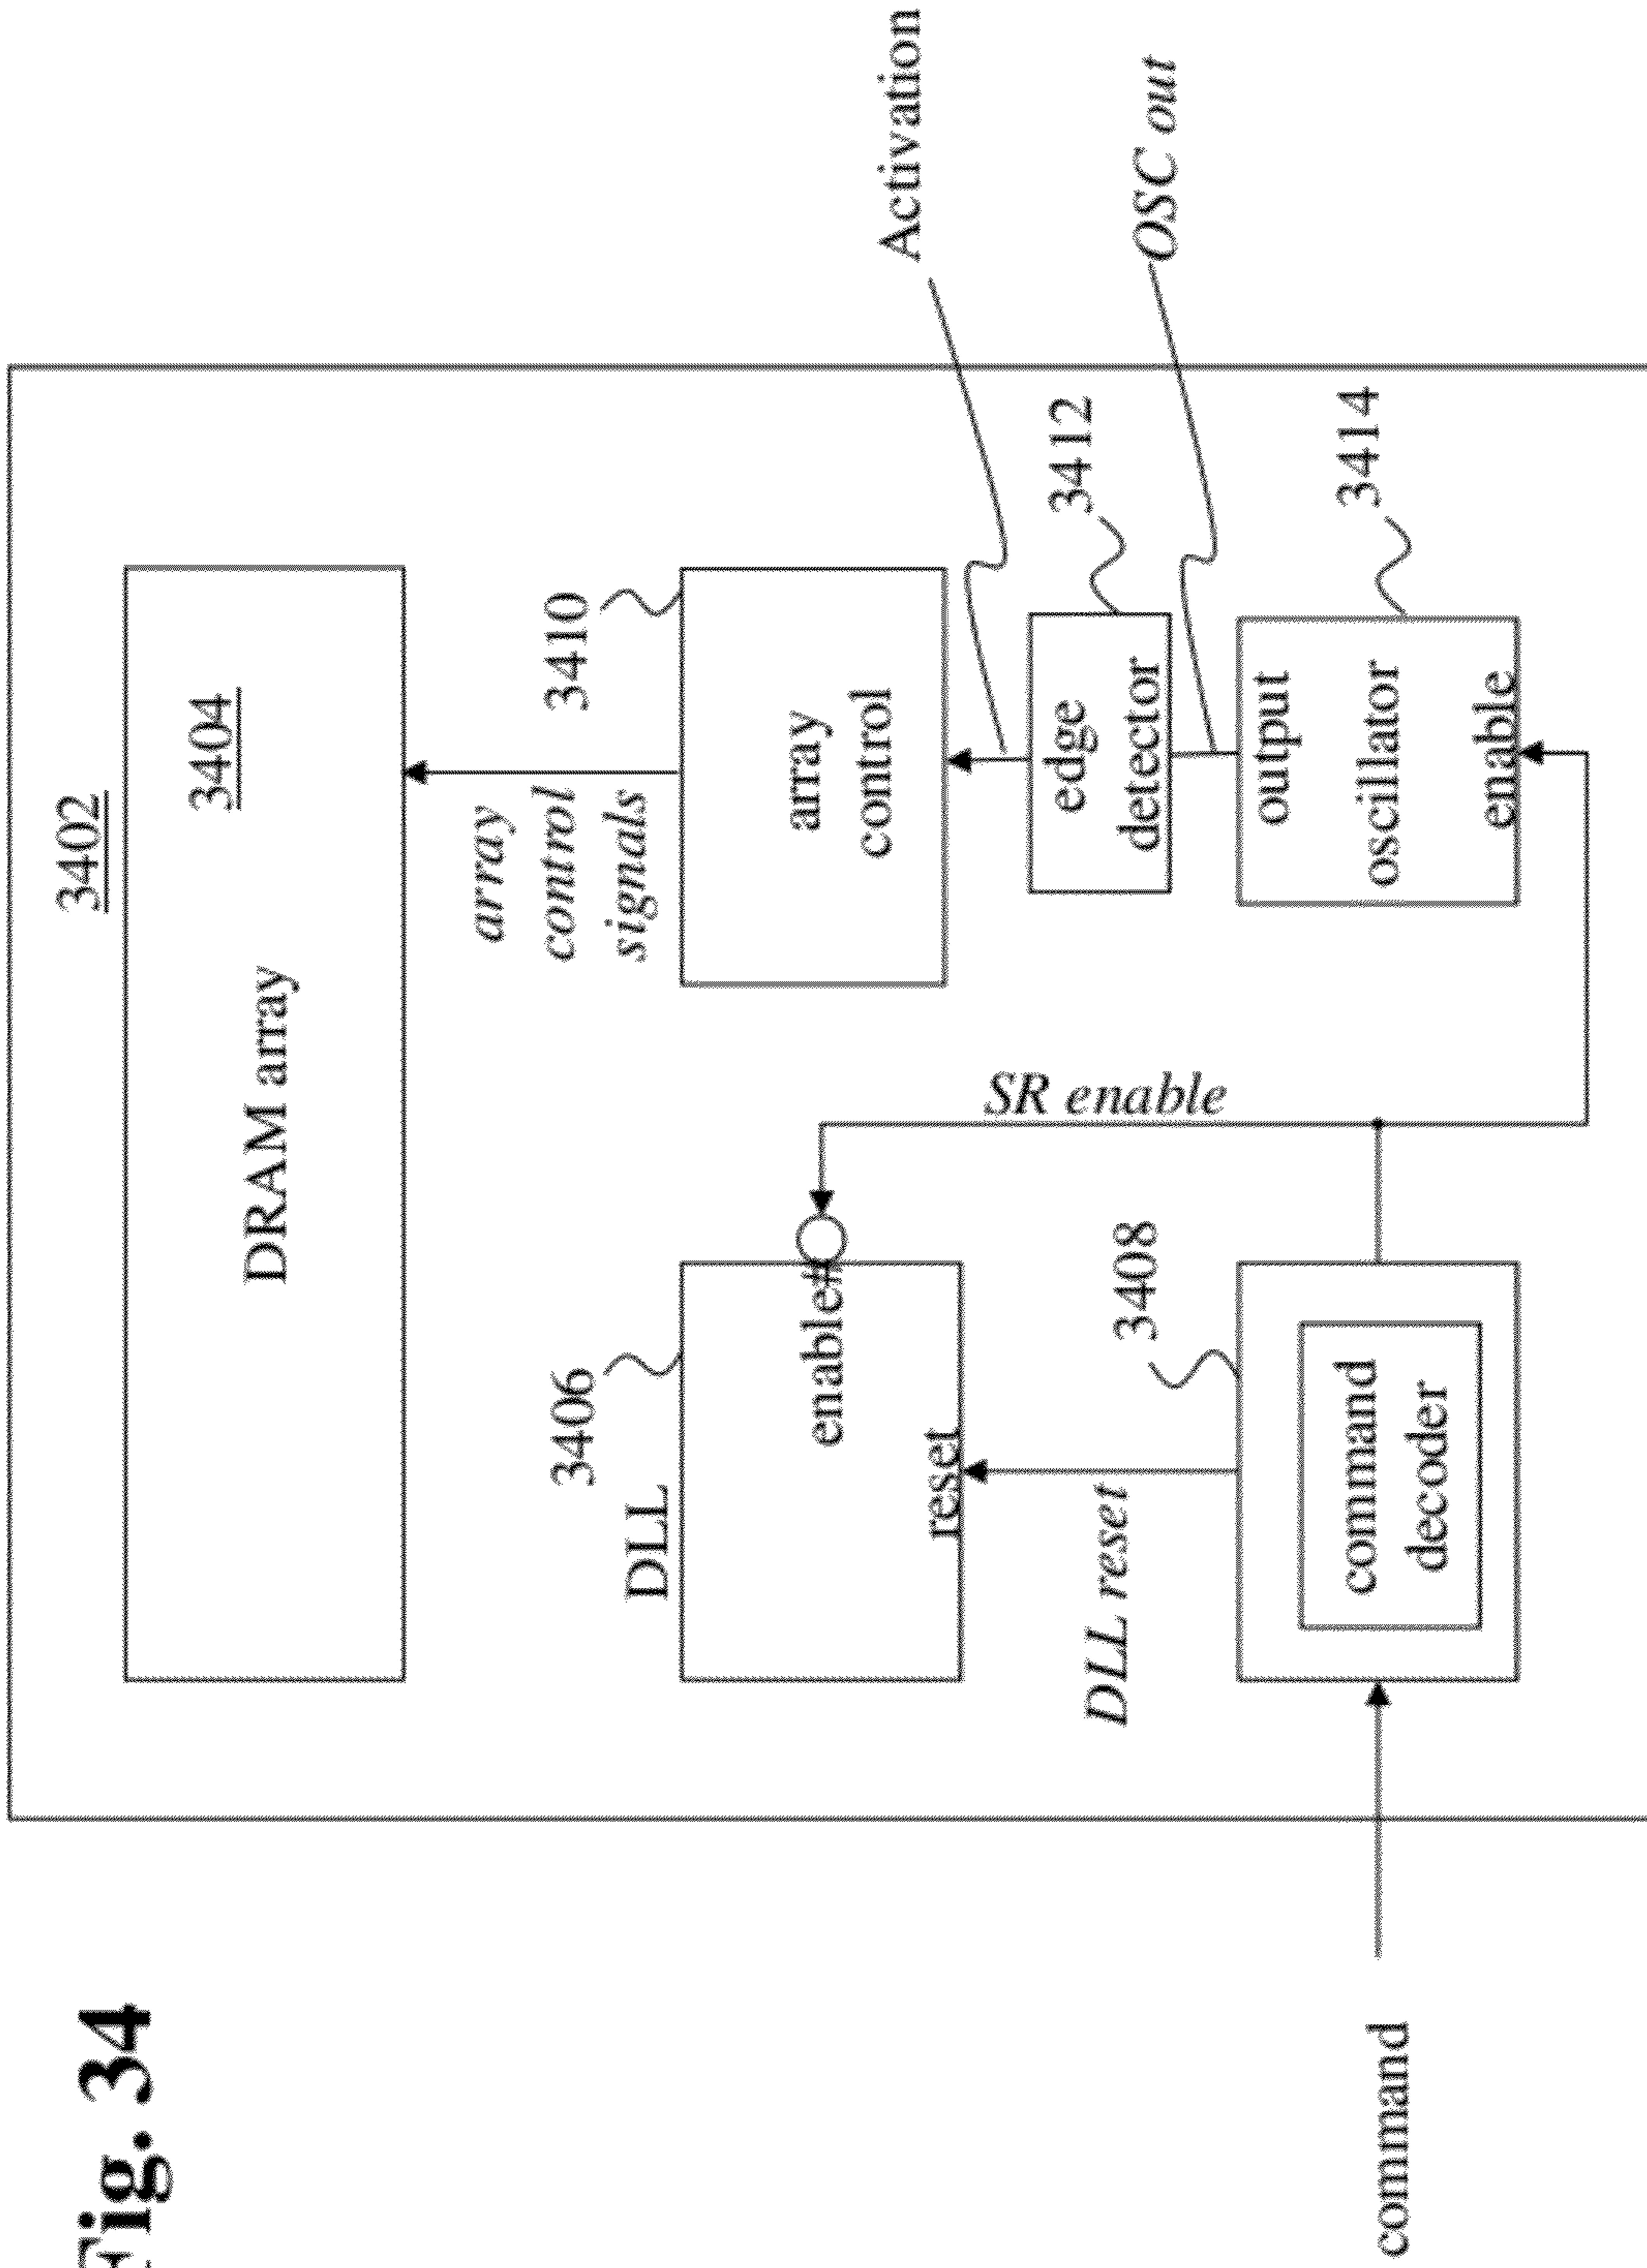 Fig. 34
3402
3404
DRAM array
array
control
signals
3406
DLL
enable#
reset
3410
array
control
SR enable
Activation
DLL reset
3408
edge
detector
3412
OSC out
command
command
decoder
output
oscillator
enable
3414